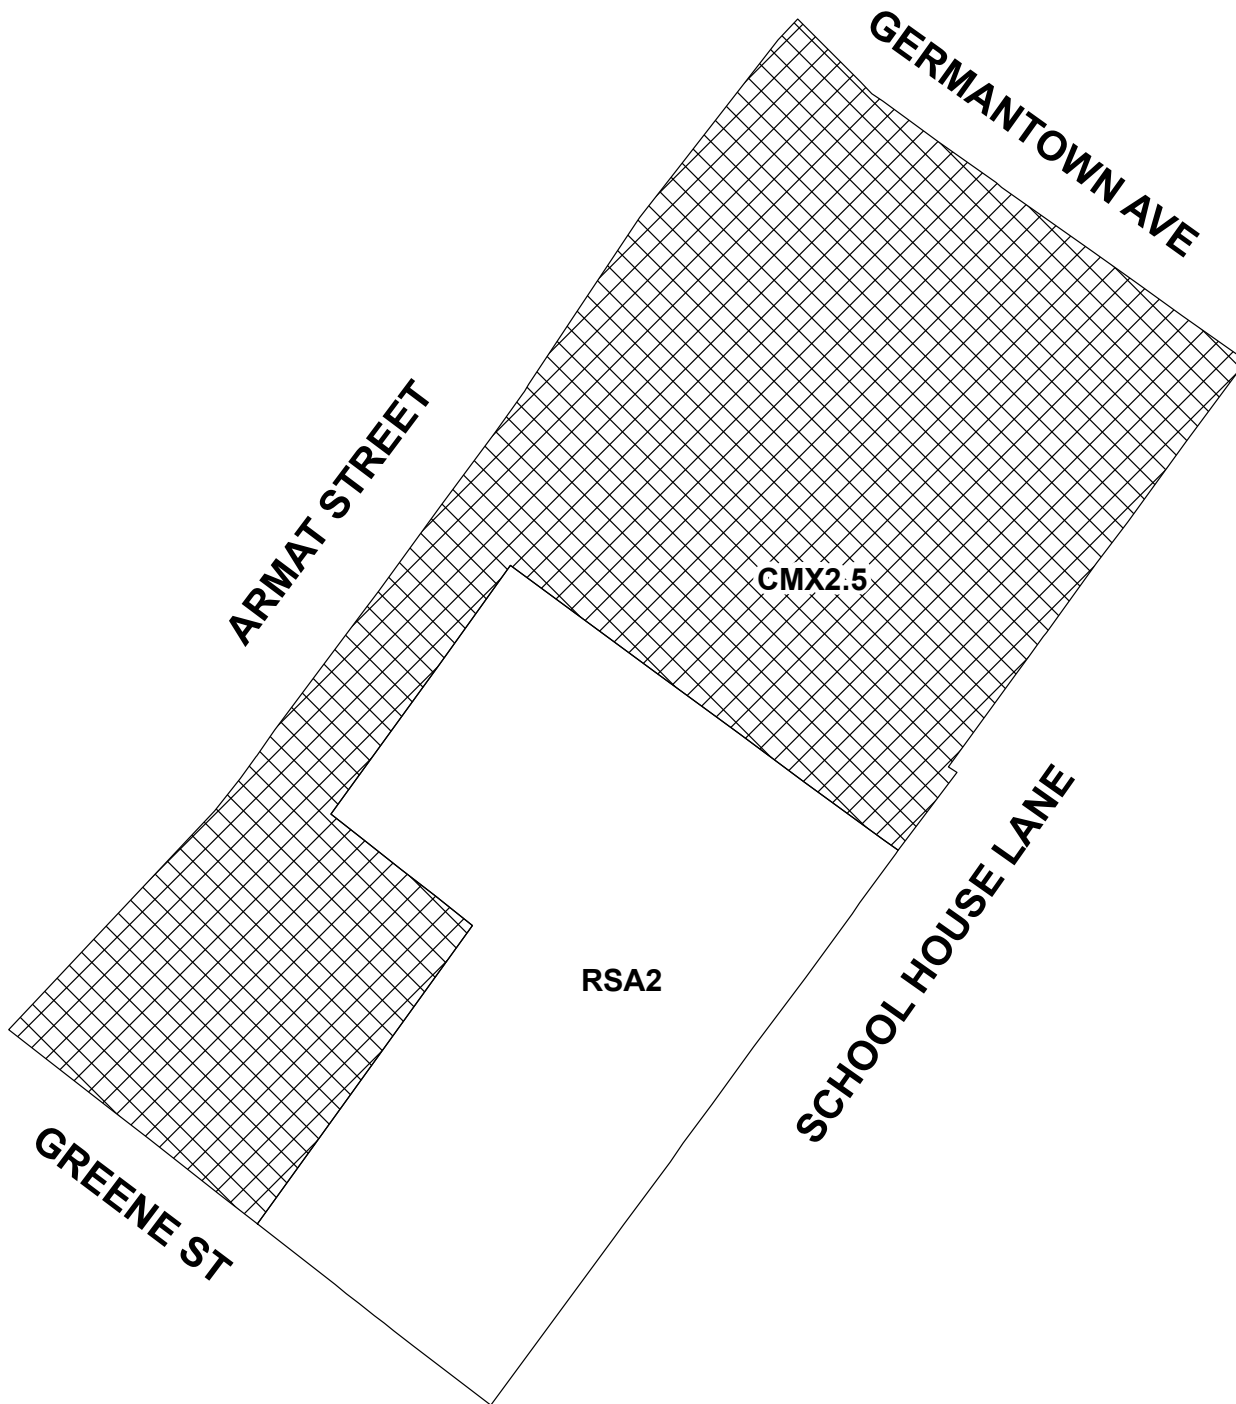 GERMANTOWN AVE
ARMAT STREET
CMX2.5
SCHOOL HOUSE LANE
RSA2
GREENE ST